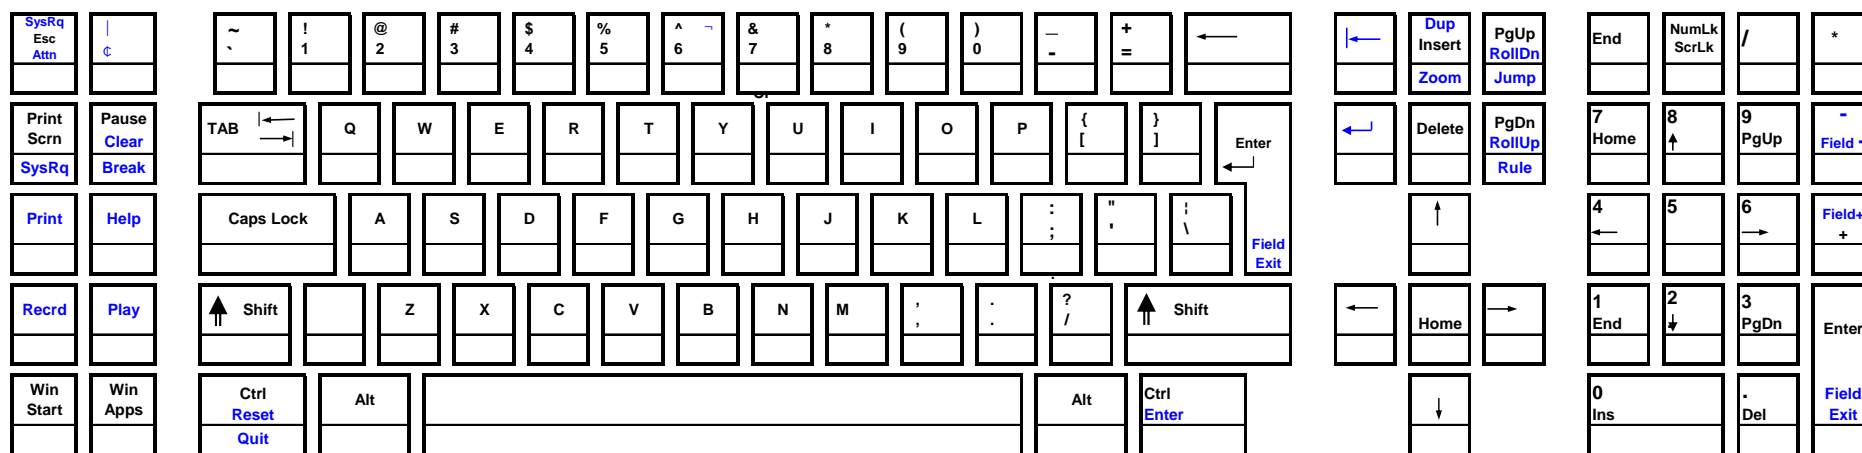 SysRq
Esc
Attn
|
¢
~
`
!
1
@
2
#
3
$
4
%
5
^ ¬
6
&
7
*
8
(
9
)
0
_
-
+
=
Dup
Insert
Zoom
PgUp
RollDn
Jump
End
NumLk
ScrLk
/
*
Print
Scrn
SysRq
Pause
Clear
Break
TAB
Q
W
E
R
T
Y
U
I
O
P
{
[
}
]
Enter
Delete
PgDn
RollUp
Rule
7
Home
8
9
PgUp
-
Field -
Print
Help
Caps Lock
A
S
D
F
G
H
J
K
L
:
;
"
'
¦
\
Field
Exit
4
5
6
Field+
+
Recrd
Play
Shift
Z
X
C
V
B
N
M
,
,
.
.
?
/
Shift
Home
1
End
2
3
PgDn
Enter
Win
Start
Win
Apps
Ctrl
Reset
Quit
Alt
Alt
Ctrl
Enter
0
Ins
.
Del
Field
Exit